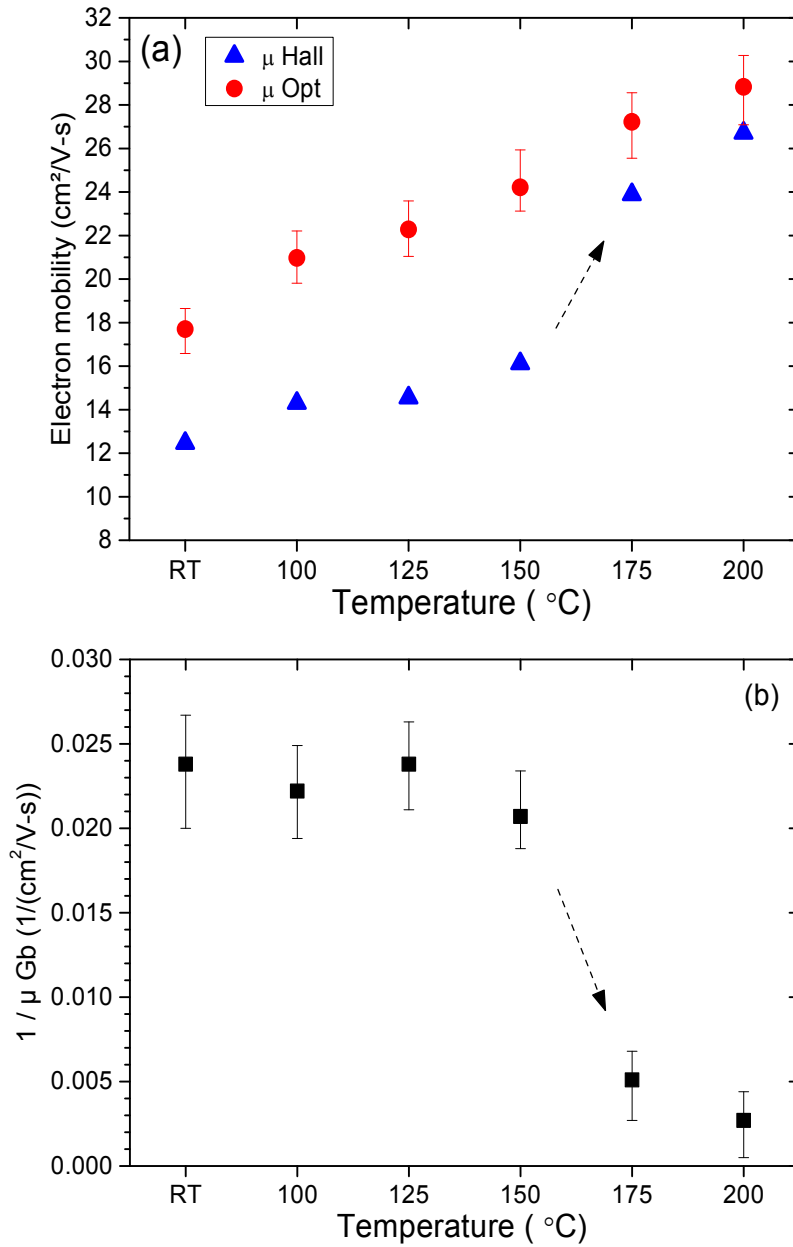 (a)
μ Hall
μ Opt
Electron mobility (cm²/V-s)
32
30
28
26
24
22
20
18
16
14
12
10
8
RT 100 125 150 175 200
Temperature ( °C)
(b)
1 / μ Gb (1/(cm²/V-s))
0.030
0.025
0.020
0.015
0.010
0.005
0.000
RT 100 125 150 175 200
Temperature ( °C)